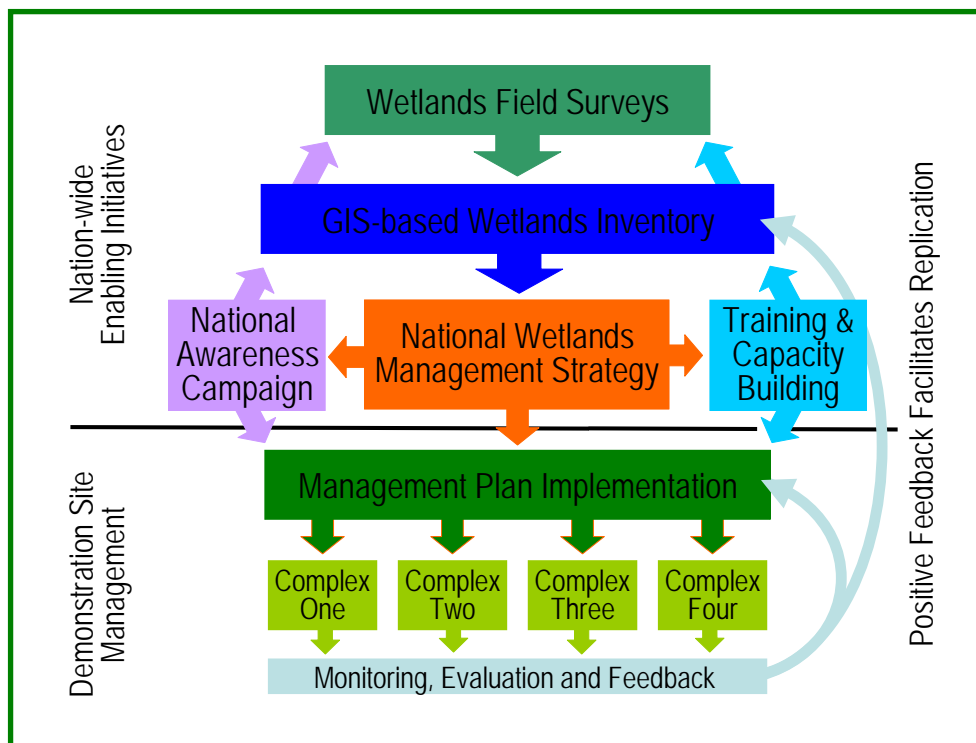 Wetlands Field Surveys
GIS-based Wetlands Inventory
National
Awareness
Campaign
National Wetlands
Management Strategy
Training &
Capacity
Building
Management Plan Implementation
Complex
One
Complex
Two
Complex
Three
Complex
Four
Monitoring, Evaluation and Feedback
Nation-wide
Enabling Initiatives
Demonstration Site
Management
Positive Feedback Facilitates Replication